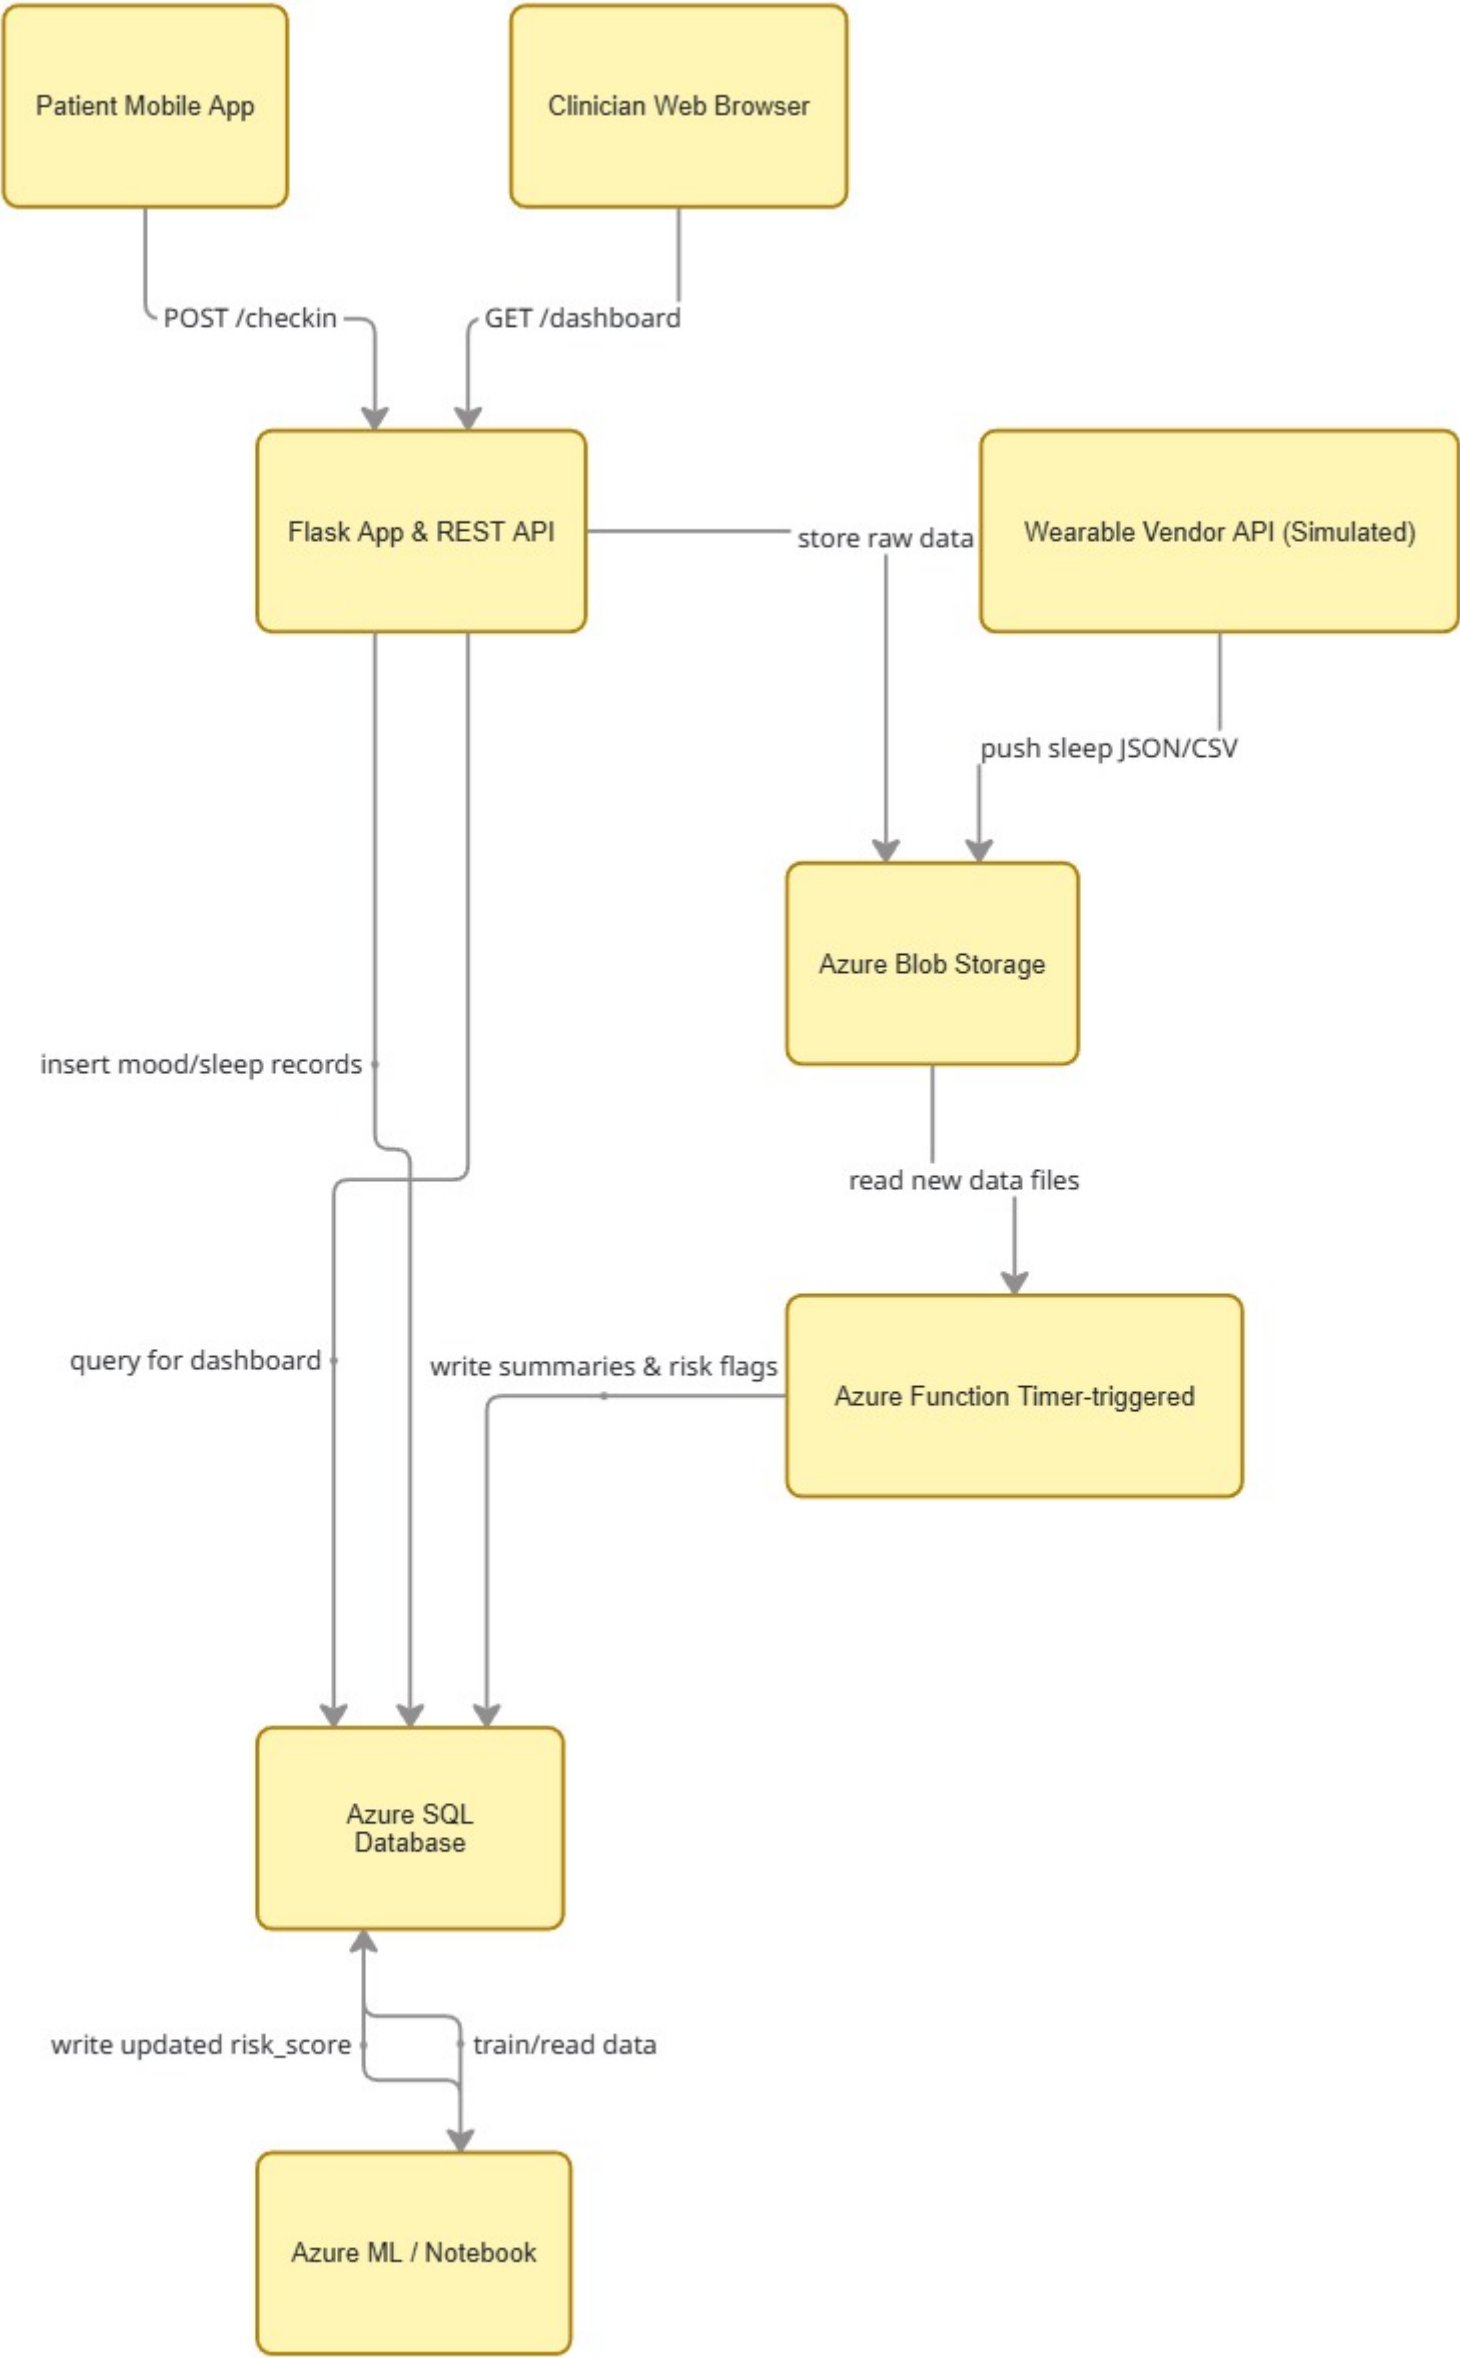 Patient Mobile App
Clinician Web Browser
POST /checkin
GET /dashboard
Flask App & REST API
store raw data
Wearable Vendor API (Simulated)
push sleep JSON/CSV
Azure Blob Storage
insert mood/sleep records
read new data files
query for dashboard
write summaries & risk flags
Azure Function Timer-triggered
Azure SQL
Database
write updated risk_score
train/read data
Azure ML / Notebook